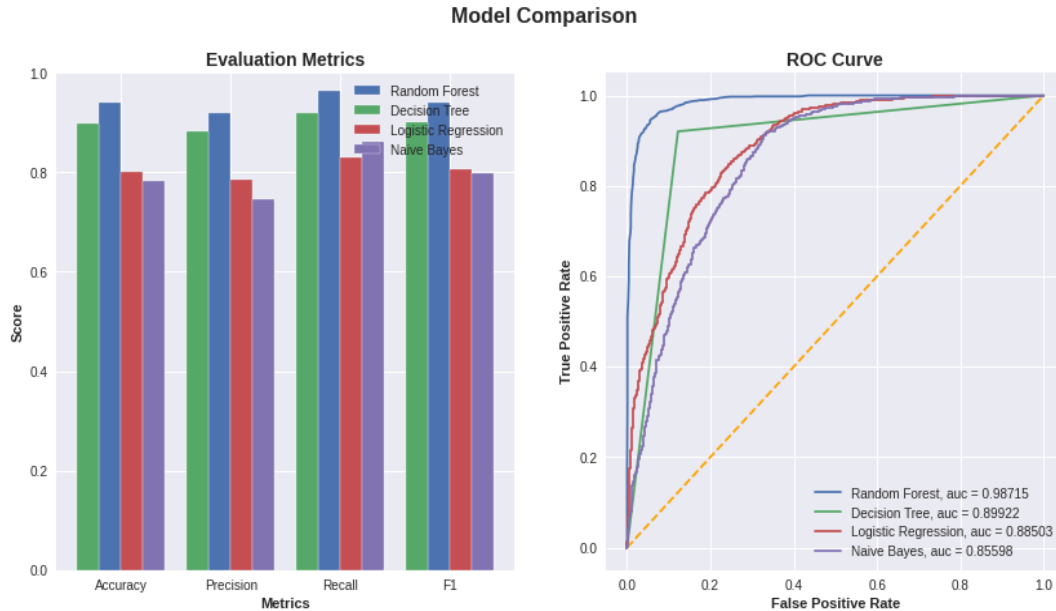 Model Comparison
Evaluation Metrics
Score
1.0
0.8
0.6
0.4
0.2
0.0
Random Forest
Decision Tree
Logistic Regression
Naive Bayes
Accuracy Precision Recall F1
Metrics
ROC Curve
True Positive Rate
1.0
0.8
0.6
0.4
0.2
0.0
Random Forest, auc = 0.98715
Decision Tree, auc = 0.89922
Logistic Regression, auc = 0.88503
Naive Bayes, auc = 0.85598
0.0 0.2 0.4 0.6 0.8 1.0
False Positive Rate